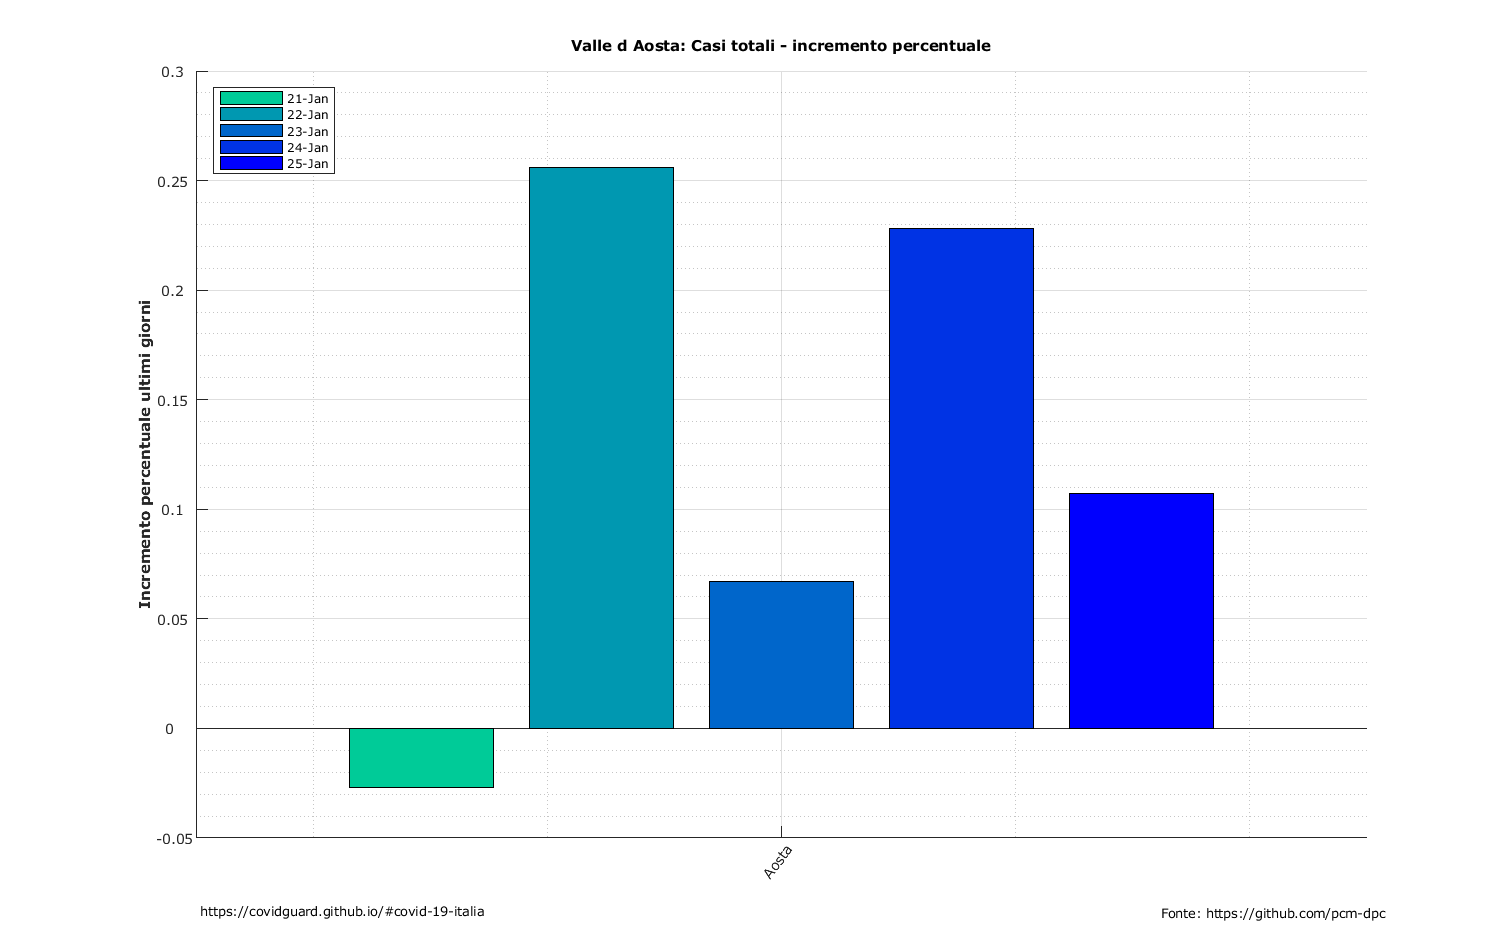 Valle d Aosta: Casi totali - incremento percentuale
0.3
0.25
0.2
0.15
0.1
0.05
0
-0.05
Incremento percentuale ultimi giorni
21-Jan
22-Jan
23-Jan
24-Jan
25-Jan
Aosta
https://covidguard.github.io/#covid-19-italia
Fonte: https://github.com/pcm-dpc